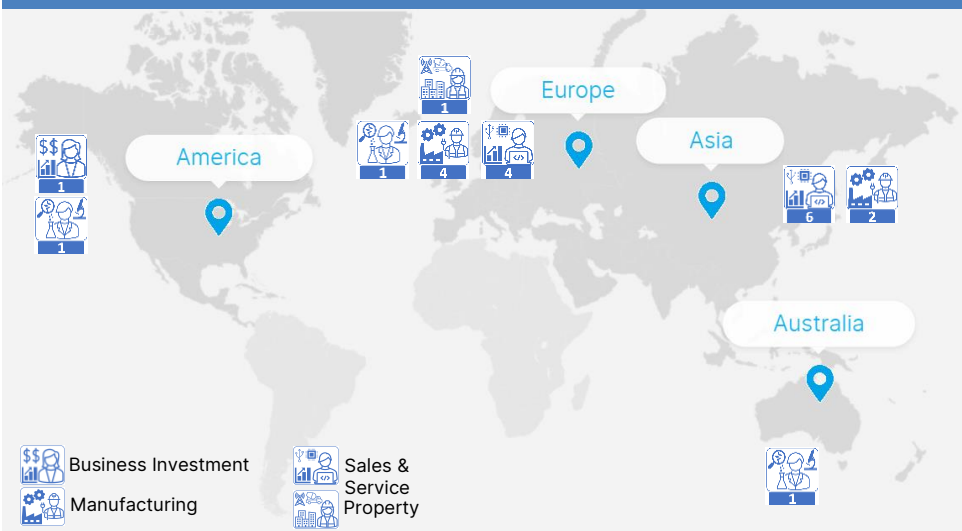 Europe
1
Asia
America
$$
1
1
4
4
6
2
1
Australia
$$
Business Investment
Sales &
Service
Manufacturing
Property
1